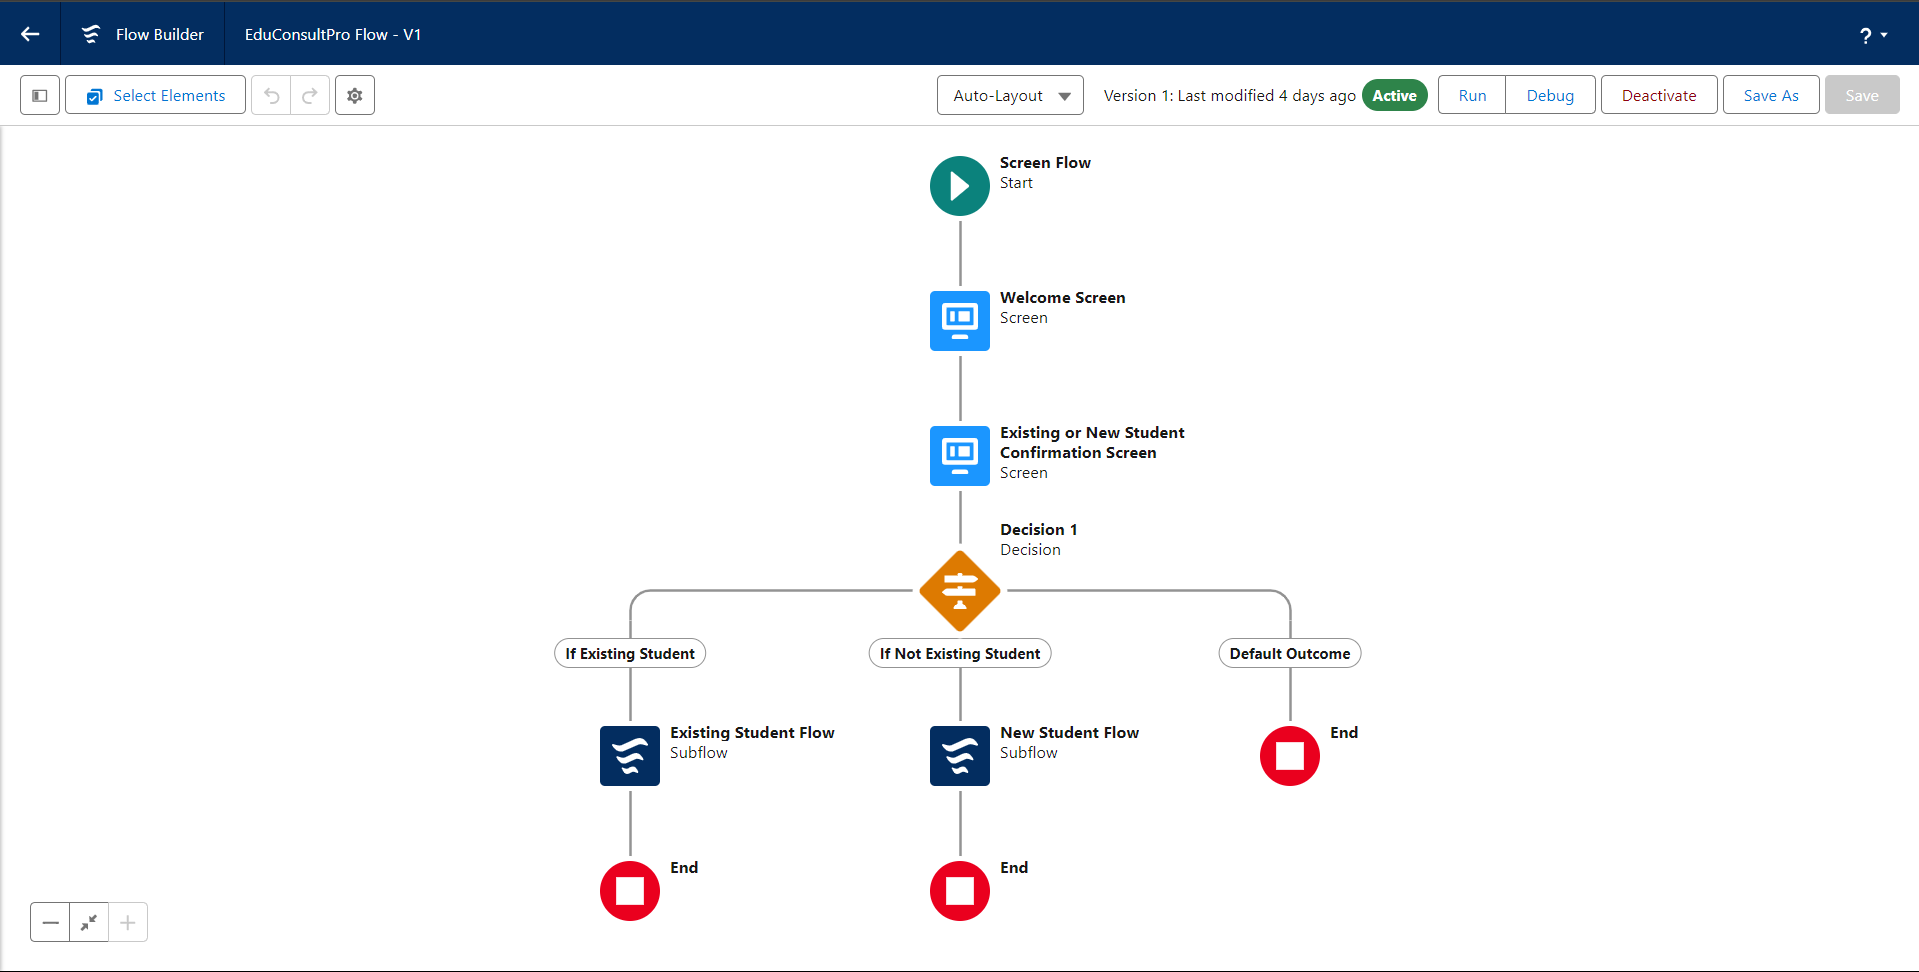 Flow Builder
EduConsultPro Flow - V1
?
Select Elements
Auto-Layout
Version 1: Last modified 4 days ago
Active
Run
Debug
Deactivate
Save As
Save
Screen Flow
Start
Welcome Screen
Screen
Existing or New Student
Confirmation Screen
Screen
Decision 1
Decision
If Existing Student
If Not Existing Student
Default Outcome
Existing Student Flow
Subflow
New Student Flow
Subflow
End
End
End